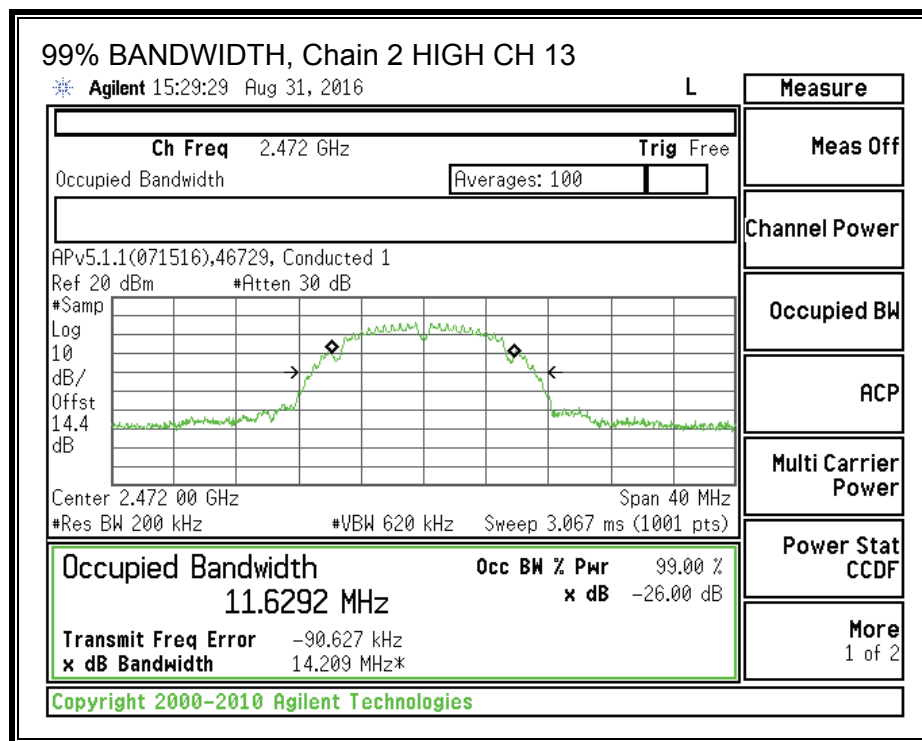 99% BANDWIDTH, Chain 2 HIGH CH 13
Agilent 15:29:29 Aug 31, 2016 L
Measure
Ch Freq 2.472 GHz Trig Free
Occupied Bandwidth Averages: 100
APv5.1.1(071516),46729, Conducted 1
Ref 20 dBm #Atten 30 dB
#Samp
Log
10
dB/
Offst
14.4
dB
Center 2.472 00 GHz Span 40 MHz
#Res BW 200 kHz #VBW 620 kHz Sweep 3.067 ms (1001 pts)
Occupied Bandwidth Occ BW % Pwr 99.00 %
11.6292 MHz x dB -26.00 dB
Transmit Freq Error -90.627 kHz
x dB Bandwidth 14.209 MHz*
Meas Off
Channel Power
Occupied BW
ACP
Multi Carrier
Power
Power Stat
CCDF
More
1 of 2
Copyright 2000-2010 Agilent Technologies